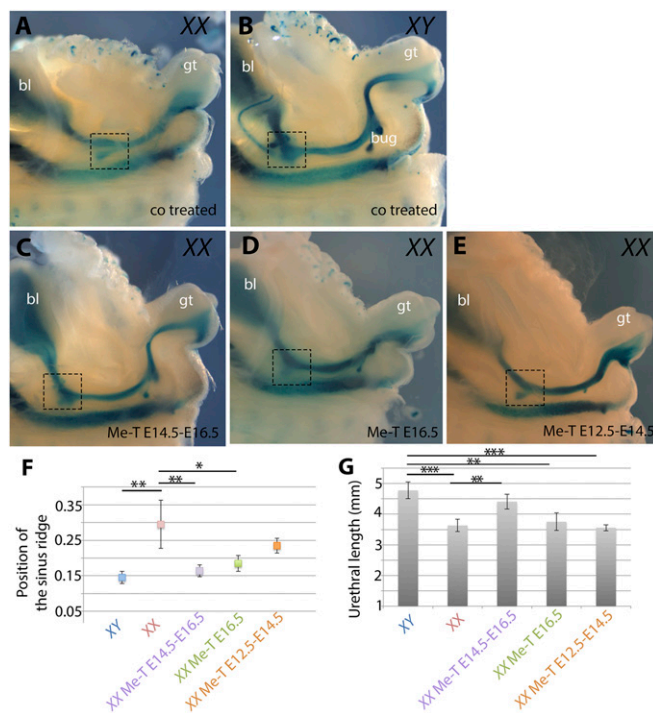 A XX
gt
bl
co treated
B XY
gt
bug
co treated
C XX
bl
gt
Me-T E14.5-E16.5
D XX
bl
gt
Me-T E16.5
E XX
bl
gt
Me-T E12.5-E14.5
F
Position of
the sinus ridge
0.35
0.25
0.15
0.05
**
**
*
XY
XX
XX Me-T E14.5-E16.5
XX Me-T E16.5
XX Me-T E12.5-E14.5
G
Urethral length (mm)
5
4
3
2
1
***
**
***
**
XY
XX
XX Me-T E14.5-E16.5
XX Me-T E16.5
XX Me-T E12.5-E14.5